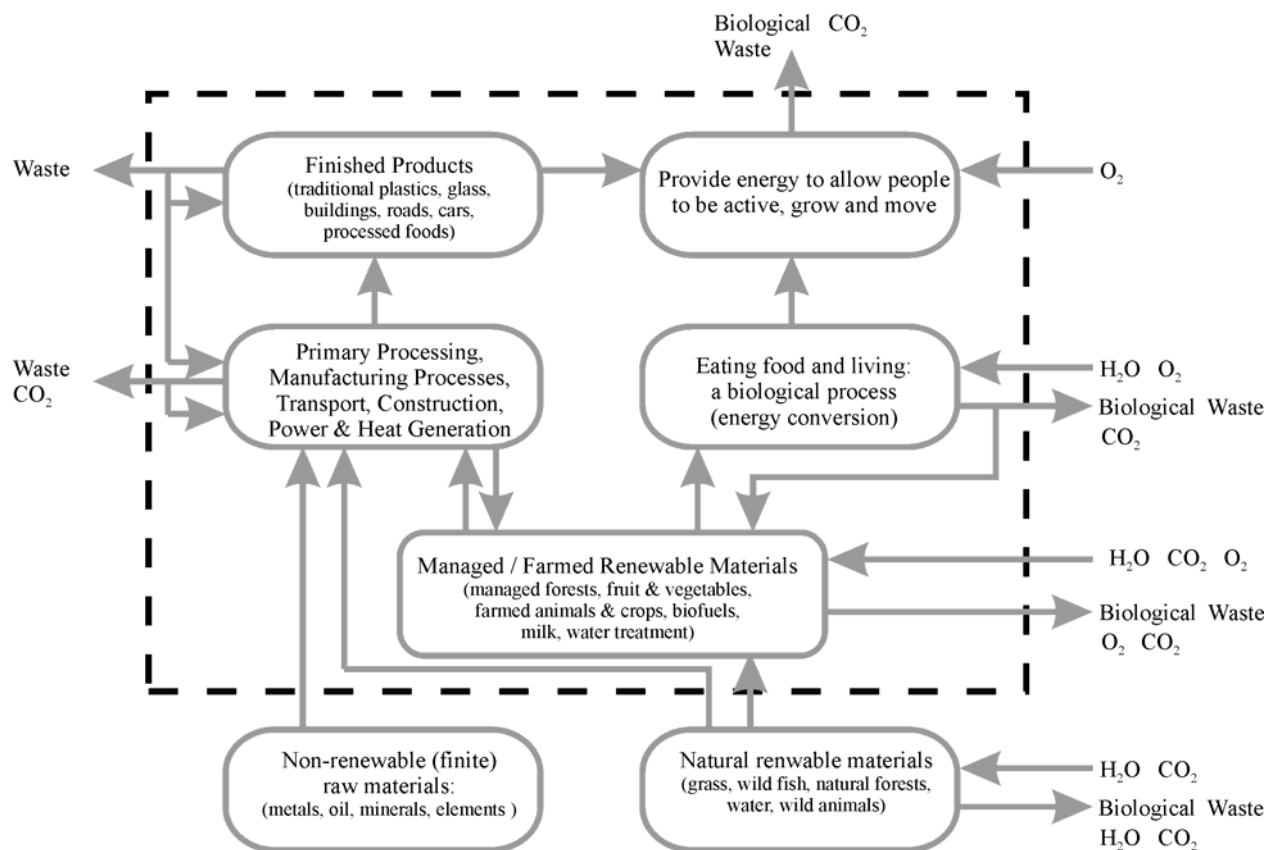 Biological CO₂
Waste
Waste
Finished Products
(traditional plastics, glass,
buildings, roads, cars,
processed foods)
Provide energy to allow people
to be active, grow and move
O₂
Waste
CO₂
Primary Processing,
Manufacturing Processes,
Transport, Construction,
Power & Heat Generation
Eating food and living:
a biological process
(energy conversion)
H₂O O₂
Biological Waste
CO₂
Managed / Farmed Renewable Materials
(managed forests, fruit & vegetables,
farmed animals & crops, biofuels,
milk, water treatment)
H₂O CO₂ O₂
Biological Waste
O₂ CO₂
Non-renewable (finite)
raw materials:
(metals, oil, minerals, elements )
Natural renwable materials
(grass, wild fish, natural forests,
water, wild animals)
H₂O CO₂
Biological Waste
H₂O CO₂